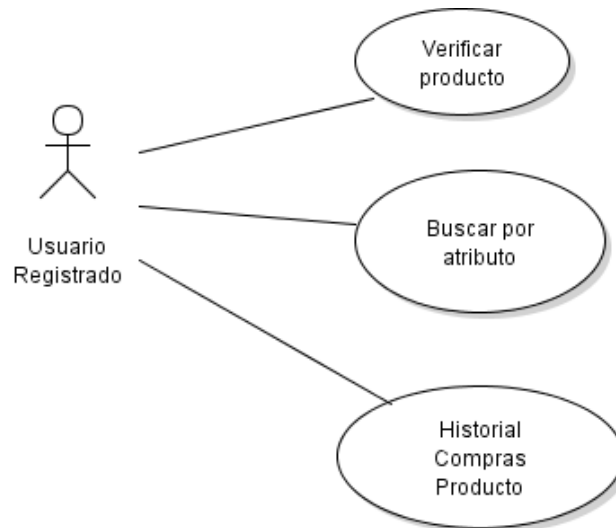 Verificar
producto
Usuario
Registrado
Buscar por
atributo
Historial
Compras
Producto